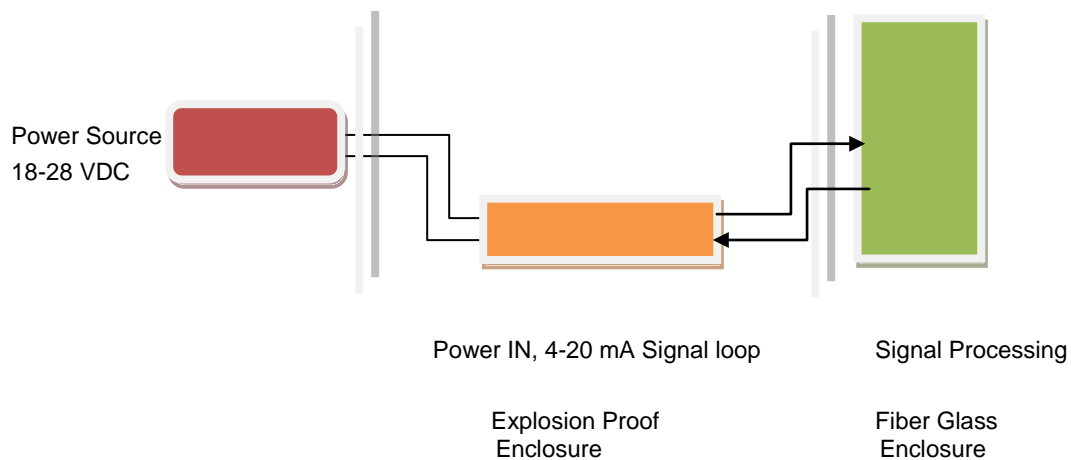 Power Source
18-28 VDC
Power IN, 4-20 mA Signal loop
Signal Processing
Explosion Proof
Enclosure
Fiber Glass
Enclosure